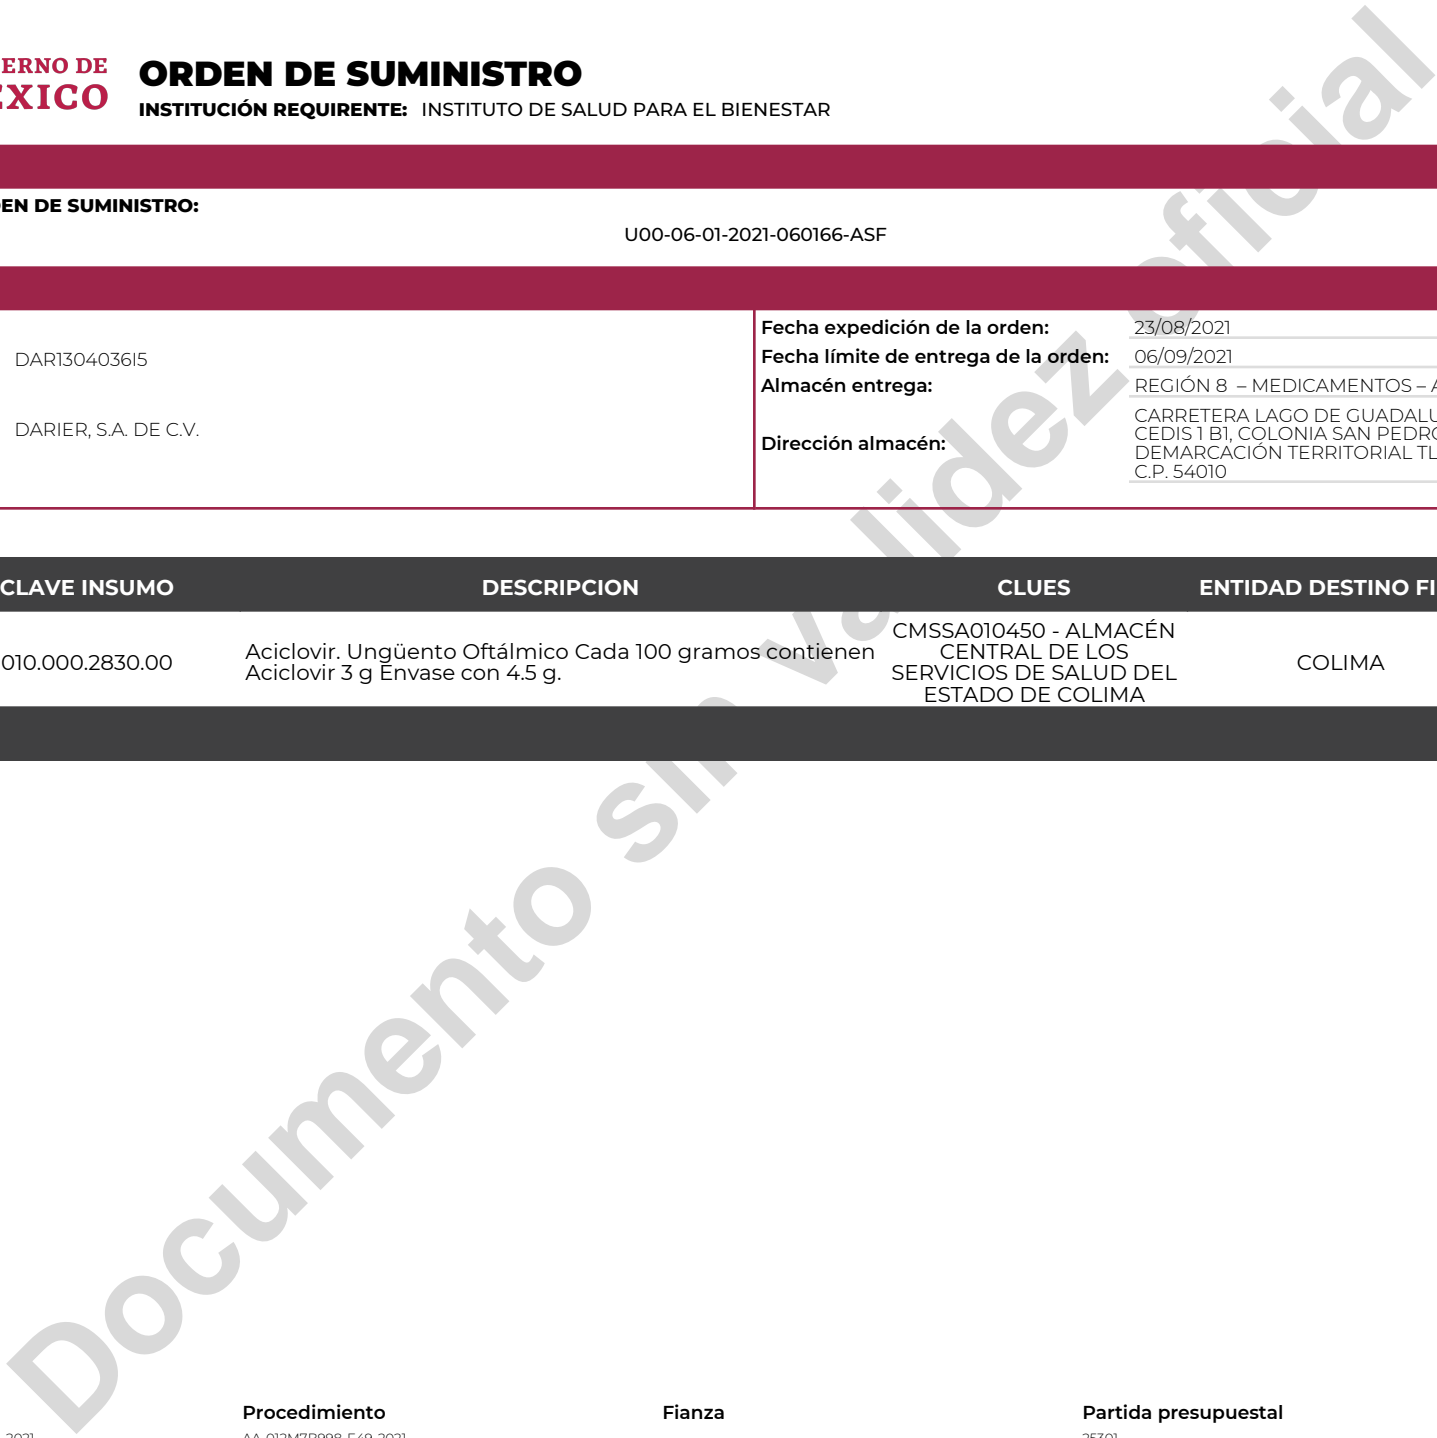 ERNO DE
ORDEN DE SUMINISTRO
INSTITUCIÓN REQUIRENTE: INSTITUTO DE SALUD PARA EL BIENESTAR
EN DE SUMINISTRO:
U00-06-01-2021-060166-ASF
DAR1304036I5
DARIER, S.A. DE C.V.
Fecha expedición de la orden: 23/08/2021
Fecha límite de entrega de la orden: 06/09/2021
Almacén entrega: REGIÓN 8 – MEDICAMENTOS –
Dirección almacén:
CARRETERA LAGO DE GUADALU
CEDIS 1 B1, COLONIA SAN PEDRO
DEMARCACIÓN TERRITORIAL TL
C.P. 54010
CLAVE INSUMO DESCRIPCION CLUES ENTIDAD DESTINO FI
010.000.2830.00
Aciclovir. Ungüento Oftálmico Cada 100 gramos contienen
Aciclovir 3 g Envase con 4.5 g.
CMSSA010450 - ALMACÉN
CENTRAL DE LOS
SERVICIOS DE SALUD DEL
ESTADO DE COLIMA
COLIMA
Documento sin validez oficial
Procedimiento Fianza Partida presupuestal